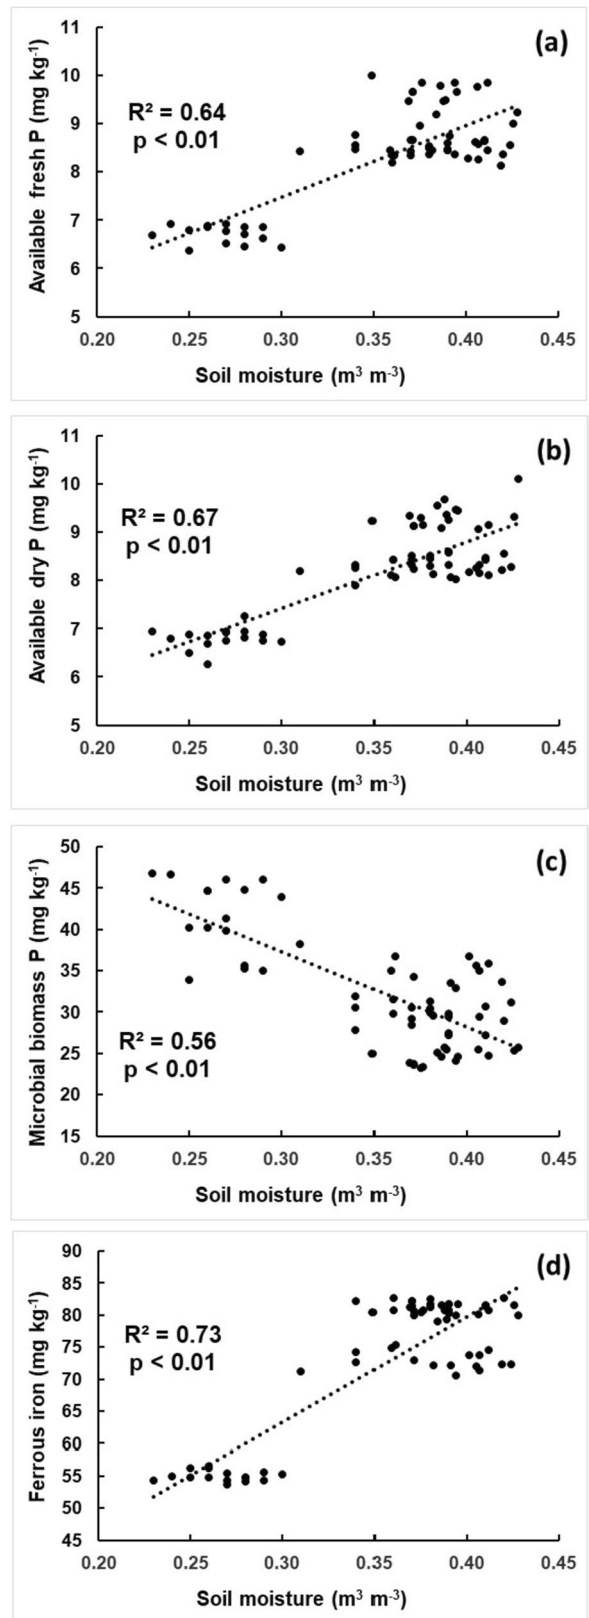 (a)
Available fresh P (mg kg⁻¹)
11
10
9
8
7
6
5
R² = 0.64
p < 0.01
0.20 0.25 0.30 0.35 0.40 0.45
Soil moisture (m³ m⁻³)
(b)
Available dry P (mg kg⁻¹)
11
10
9
8
7
6
5
R² = 0.67
p < 0.01
0.20 0.25 0.30 0.35 0.40 0.45
Soil moisture (m³ m⁻³)
(c)
Microbial biomass P (mg kg⁻¹)
50
45
40
35
30
25
20
15
R² = 0.56
p < 0.01
0.20 0.25 0.30 0.35 0.40 0.45
Soil moisture (m³ m⁻³)
(d)
Ferrous iron (mg kg⁻¹)
90
85
80
75
70
65
60
55
50
45
R² = 0.73
p < 0.01
0.20 0.25 0.30 0.35 0.40 0.45
Soil moisture (m³ m⁻³)